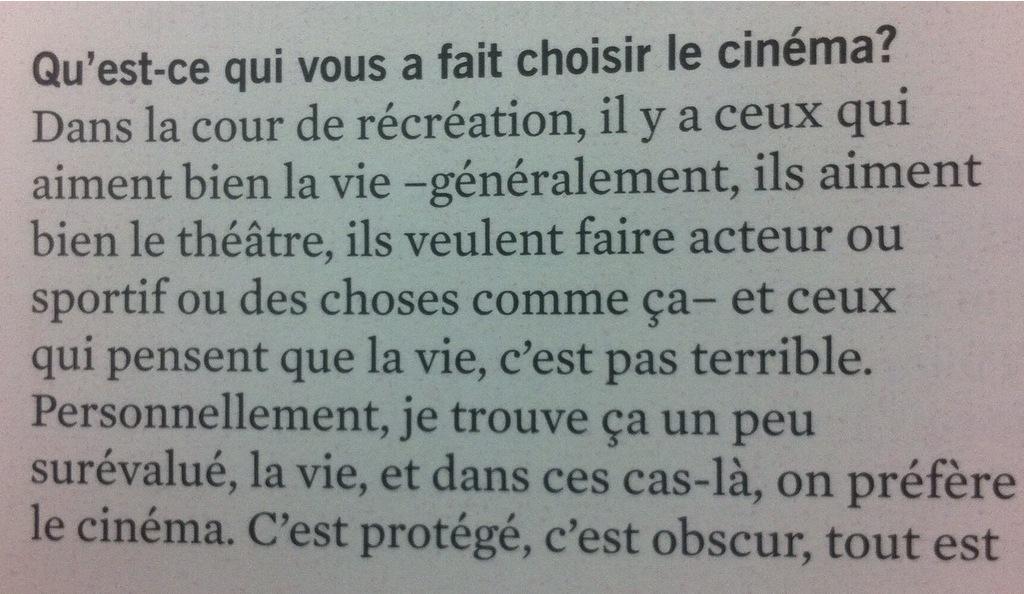 Qu'est-ce qui vous a fait choisir le cinéma?
Dans la cour de récréation, il y a ceux qui
aiment bien la vie –généralement, ils aiment
bien le théâtre, ils veulent faire acteur ou
sportif ou des choses comme ça– et ceux
qui pensent que la vie, c'est pas terrible.
Personnellement, je trouve ça un peu
surévalué, la vie, et dans ces cas-là, on préfère
le cinéma. C'est protégé, c'est obscur, tout est